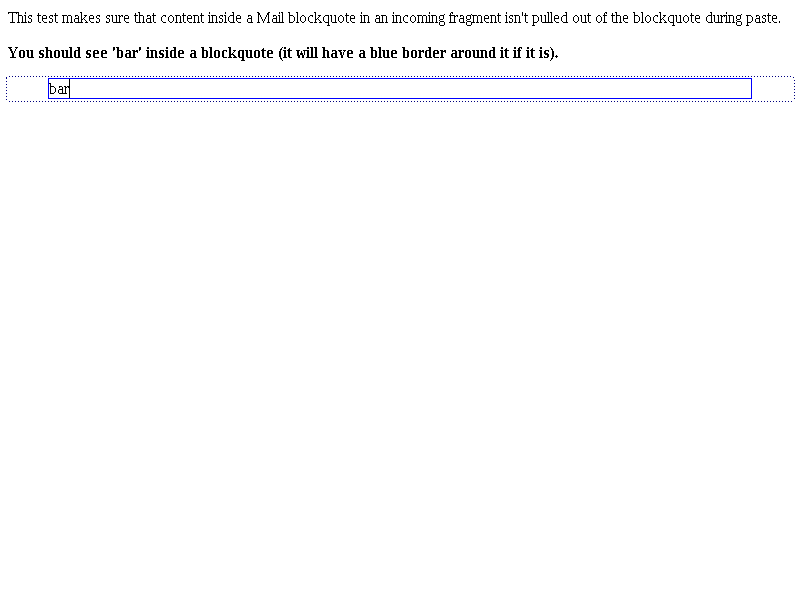 This test makes sure that content inside a Mail blockquote in an incoming fragment isn't pulled out of the blockquote during paste.
You should see 'bar' inside a blockquote (it will have a blue border around it if it is).
bar